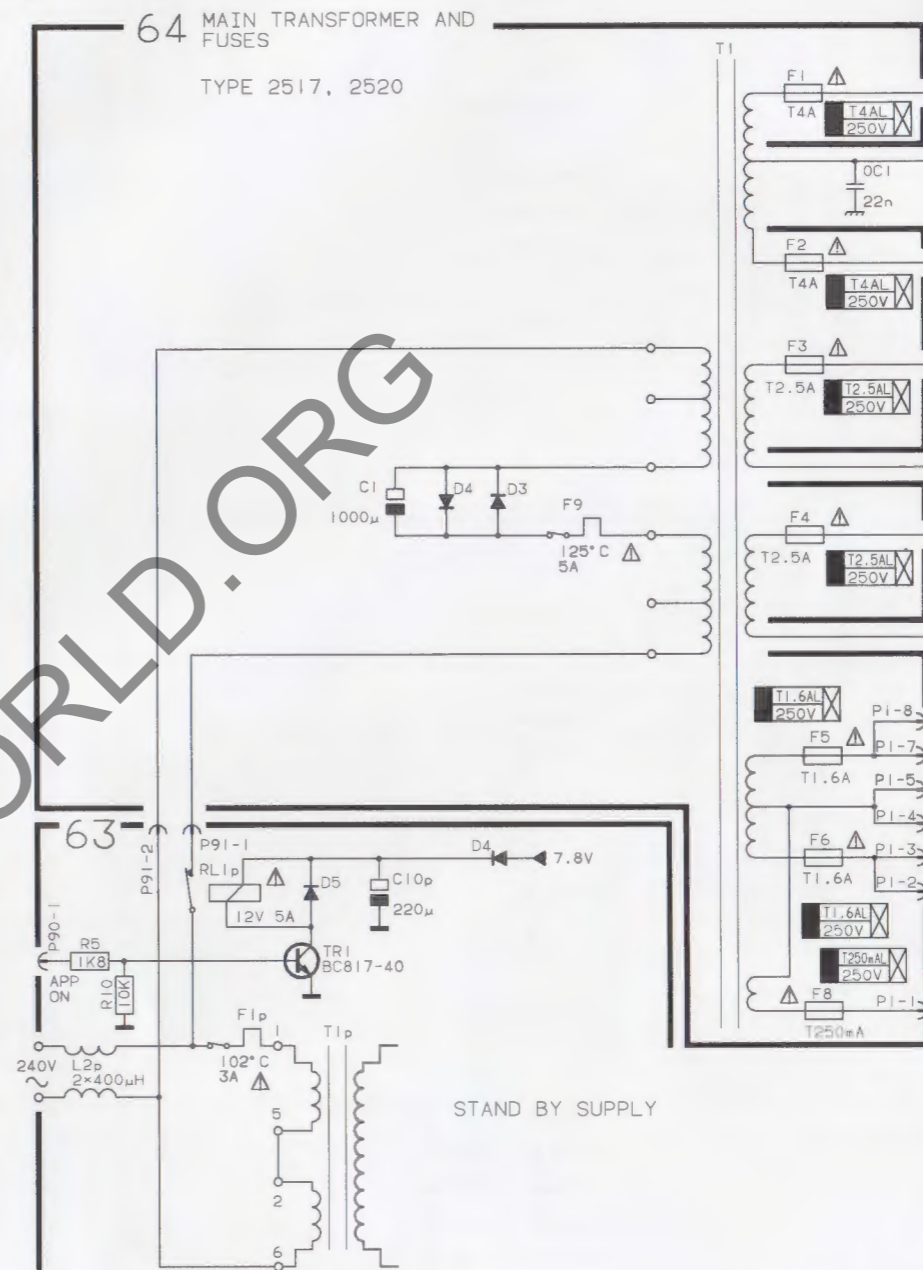 64 MAIN TRANSFORMER AND
FUSES
TYPE 2517, 2520
T1
F1
T4A
T4AL
250V
0C1
22n
F2
T4A
T4AL
250V
F3
T2.5A
T2.5AL
250V
C1
1000µ
D4
D3
F9
125°C
5A
F4
T2.5A
T2.5AL
250V
T1.6AL
250V
F5
T1.6A
P1-8
P1-7
P1-5
P1-4
F6
T1.6A
P1-3
P1-2
T1.6AL
250V
T250mAL
250V
F8
T250mA
P1-1
ORLD.ORG
63
P91-2
P91-1
RL1p
12V 5A
D5
C10p
220µ
D4
7.8V
P90-1
R5
1K8
APP
ON
R10
10K
TR1
BC817-40
240V
~
L2p
2×400µH
F1p
102°C
3A
1
T1p
5
2
6
STAND BY SUPPLY